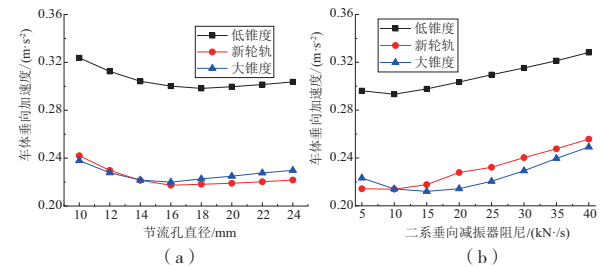 (a)
低锥度
新轮轨
大锥度
车体垂向加速度/(m·s-2)
0.36
0.32
0.28
0.24
0.20
10 12 14 16 18 20 22 24
节流孔直径/mm
(a)
(b)
低锥度
新轮轨
大锥度
车体垂向加速度/(m·s-2)
0.36
0.32
0.28
0.24
0.20
5 10 15 20 25 30 35 40
二系垂向减振器阻尼/(kN·/s)
(b)